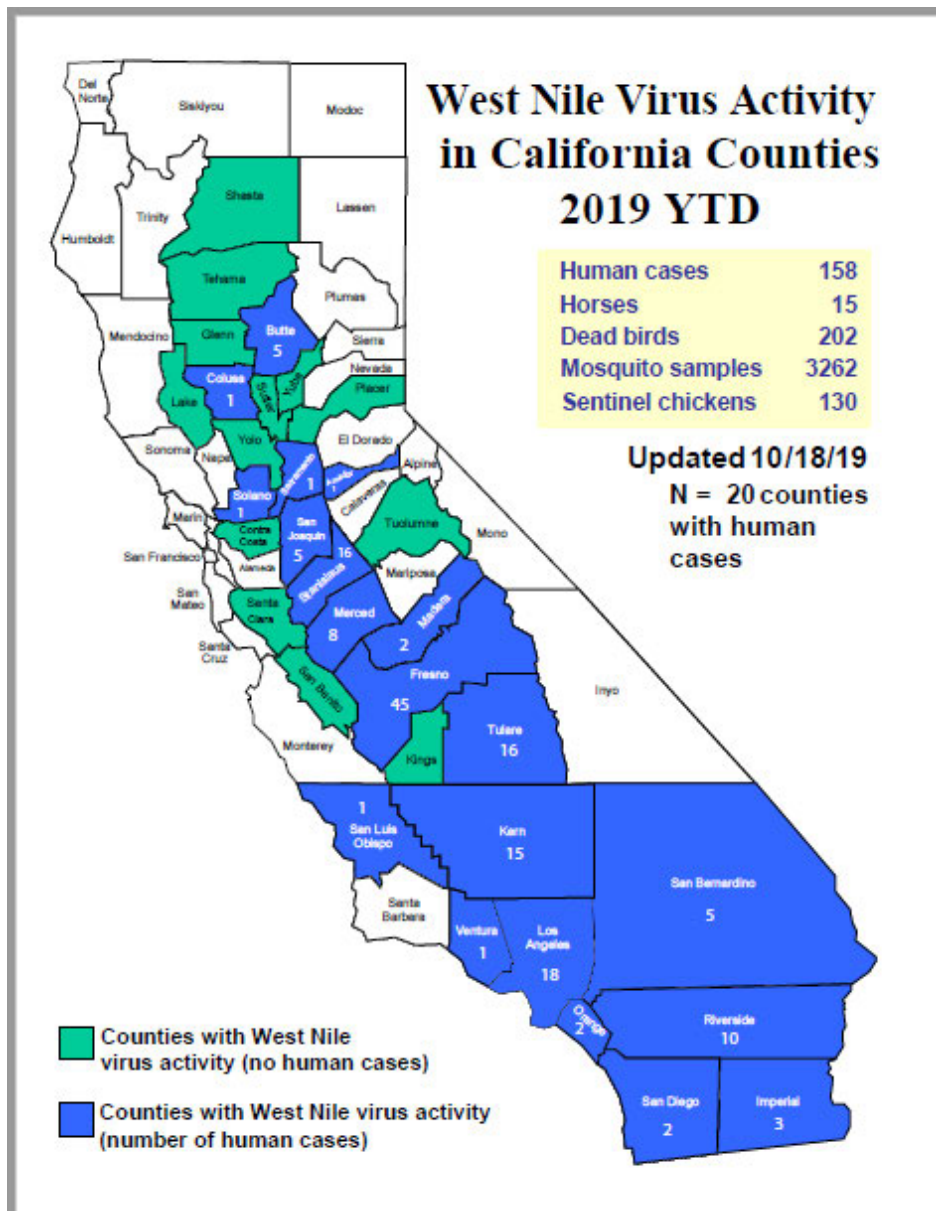 West Nile Virus Activity
in California Counties
2019 YTD
Human cases 158
Horses 15
Dead birds 202
Mosquito samples 3262
Sentinel chickens 130
Updated 10/18/19
N = 20 counties
with human
cases
Del
Norte
Siskiyou
Modoc
Shasta
Lassen
Trinity
Humboldt
Tehama
Plumas
Mendocino
Glenn
Butte
5
Sierra
Nevada
Colusa
1
Lake
Sutter
Yuba
Placer
Yolo
El Dorado
Sonoma
Napa
Sacramento
1
Alpine
Solano
1
Calaveras
Marin
Contra
Costa
San
Joaquin
5
Tuolumne
Mono
San Francisco
Alameda
16
Stanislaus
Mariposa
San
Mateo
Santa
Clara
Merced
8
Madera
2
Santa
Cruz
San Benito
Fresno
45
Inyo
Monterey
Kings
Tulare
16
1
San Luis
Obispo
Kern
15
San Bernardino
5
Santa
Barbara
Ventura
1
Los
Angeles
18
Orange
2
Riverside
10
San Diego
2
Imperial
3
Counties with West Nile
virus activity (no human cases)
Counties with West Nile virus activity
(number of human cases)